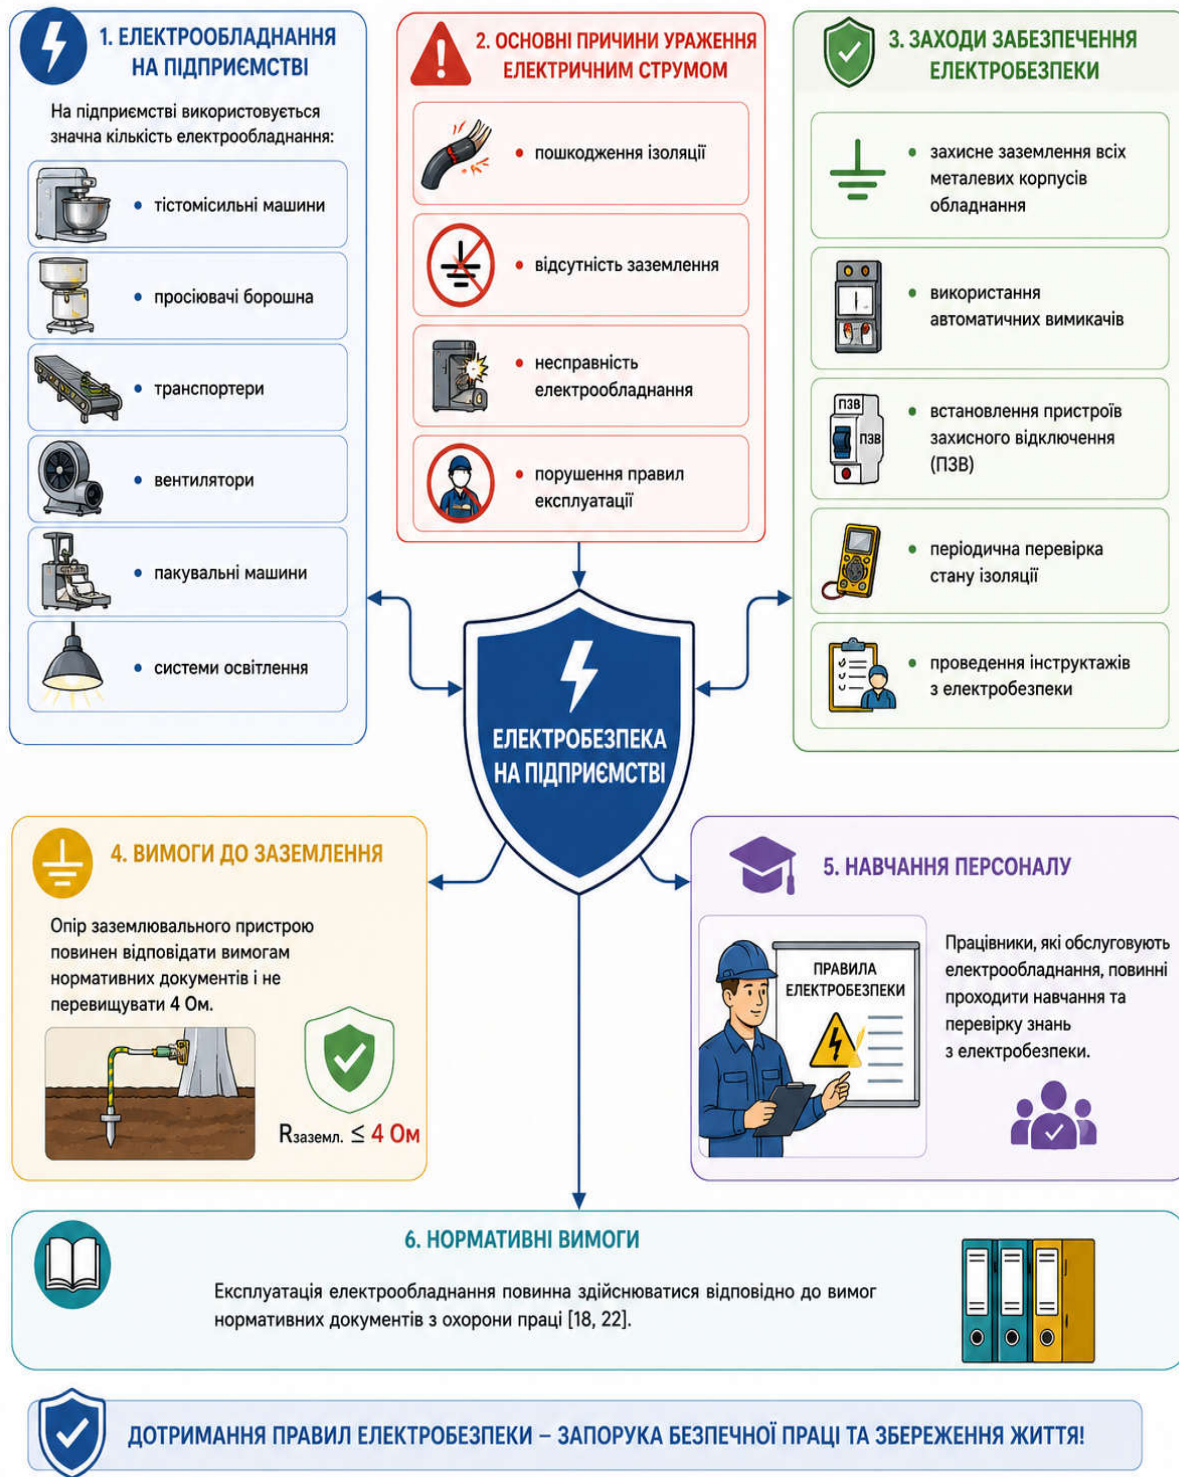 1. ЕЛЕКТРООБЛАДНАННЯ
НА ПІДПРИЄМСТВІ
На підприємстві використовується
значна кількість електрообладнання:
• тістомісильні машини
• просіювачі борошна
• транспортери
• вентилятори
• пакувальні машини
• системи освітлення
2. ОСНОВНІ ПРИЧИНИ УРАЖЕННЯ
ЕЛЕКТРИЧНИМ СТРУМОМ
• пошкодження ізоляції
• відсутність заземлення
• несправність
електрообладнання
• порушення правил
експлуатації
3. ЗАХОДИ ЗАБЕЗПЕЧЕННЯ
ЕЛЕКТРОБЕЗПЕКИ
• захисне заземлення всіх
металевих корпусів
обладнання
• використання
автоматичних вимикачів
ПЗВ
ПЗВ
• встановлення пристроїв
захисного відключення
(ПЗВ)
• періодична перевірка
стану ізоляції
• проведення інструктажів
з електробезпеки
ЕЛЕКТРОБЕЗПЕКА
НА ПІДПРИЄМСТВІ
4. ВИМОГИ ДО ЗАЗЕМЛЕННЯ
Опір заземлювального пристрою
повинен відповідати вимогам
нормативних документів і не
перевищувати 4 Ом.
Rзаземл. ≤ 4 Ом
5. НАВЧАННЯ ПЕРСОНАЛУ
ПРАВИЛА
ЕЛЕКТРОБЕЗПЕКИ
Працівники, які обслуговують
електрообладнання, повинні
проходити навчання та
перевірку знань
з електробезпеки.
6. НОРМАТИВНІ ВИМОГИ
Експлуатація електрообладнання повинна здійснюватися відповідно до вимог
нормативних документів з охорони праці [18, 22].
ДОТРИМАННЯ ПРАВИЛ ЕЛЕКТРОБЕЗПЕКИ – ЗАПОРУКА БЕЗПЕЧНОЇ ПРАЦІ ТА ЗБЕРЕЖЕННЯ ЖИТТЯ!